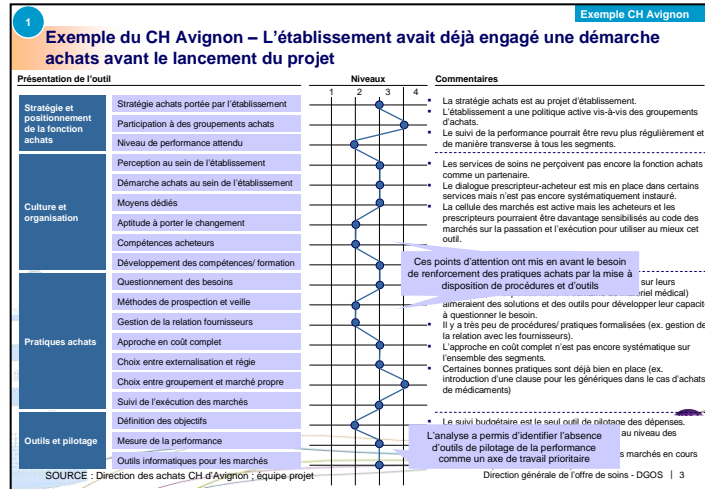 1
Exemple CH Avignon
Exemple du CH Avignon – L'établissement avait déjà engagé une démarche
achats avant le lancement du projet
Présentation de l'outil
Niveaux
Commentaires
1 2 3 4
Stratégie et
positionnement
de la fonction
achats
Stratégie achats portée par l'établissement
Participation à des groupements achats
Niveau de performance attendu
Culture et
organisation
Perception au sein de l'établissement
Démarche achats au sein de l'établissement
Moyens dédiés
Aptitude à porter le changement
Compétences acheteurs
Développement des compétences/ formation
Pratiques achats
Questionnement des besoins
Méthodes de prospection et veille
Gestion de la relation fournisseurs
Approche en coût complet
Choix entre externalisation et régie
Choix entre groupement et marché propre
Suivi de l'exécution des marchés
Outils et pilotage
Définition des objectifs
Mesure de la performance
Outils informatiques pour les marchés
▪ La stratégie achats est au projet d'établissement.
▪ L'établissement a une politique active vis-à-vis des groupements
d'achats.
▪ Le suivi de la performance pourrait être revu plus régulièrement et
de manière transverse à tous les segments.
▪ Les services de soins ne perçoivent pas encore la fonction achats
comme un partenaire.
▪ Le dialogue prescripteur-acheteur est mis en place dans certains
services mais n'est pas encore systématiquement instauré.
▪ La cellule des marchés est active mais les acheteurs et les
prescripteurs pourraient être davantage sensibilisés au code des
marchés sur la passation et l'exécution pour utiliser au mieux cet
outil.
Ces points d'attention ont mis en avant le besoin
de renforcement des pratiques achats par la mise à
disposition de procédures et d'outils
sur leurs
médical)
aimeraient des solutions et des outils pour développer leur capacité
à questionner le besoin.
▪ Il y a très peu de procédures/ pratiques formalisées (ex. gestion de
la relation avec les fournisseurs).
▪ L'approche en coût complet n'est pas encore systématique sur
l'ensemble des segments.
▪ Certaines bonnes pratiques sont déjà bien en place (ex.
introduction d'une clause pour les génériques dans le cas d'achats
de médicaments)
▪ Le suivi budgétaire est le seul outil de pilotage des dépenses.
au niveau des
marchés en cours
L'analyse a permis d'identifier l'absence
d'outils de pilotage de la performance
comme un axe de travail prioritaire
SOURCE : Direction des achats CH d'Avignon ; équipe projet
Direction générale de l'offre de soins - DGOS | 3